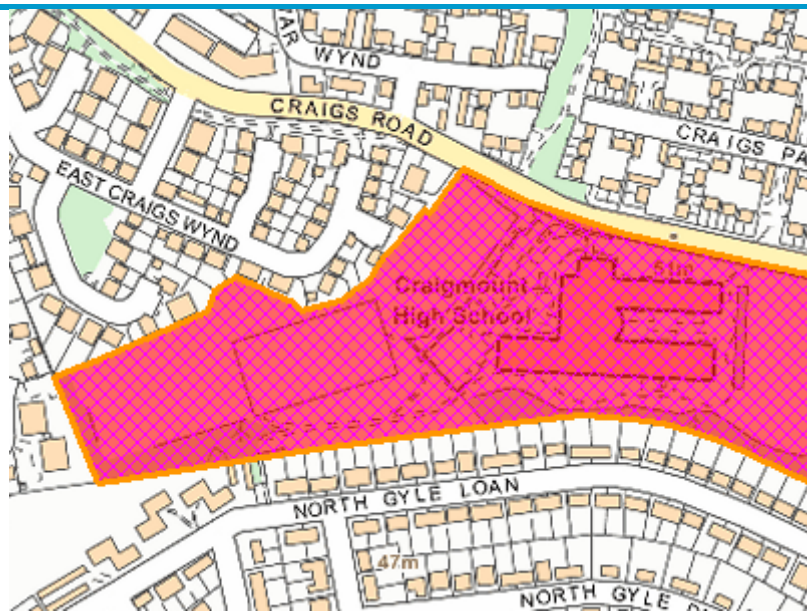 WYND
CRAIGS ROAD
CRAIGS PA
EAST CRAIGS WYND
51m
Craigmount
High School
NORTH GYLE LOAN
47m
NORTH GYLE